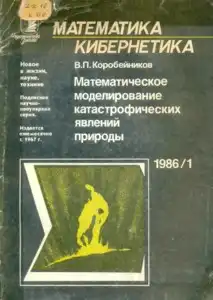 МАТЕМАТИКА
КИБЕРНЕТИКА
Новое
в жизни,
науке,
технике
Подписная
научно-
популярная
серия
Издается
ежемесячно
с 1967 г.
В.П. Коробейников
Математическое
моделирование
катастрофических
явлений
природы
1986/1